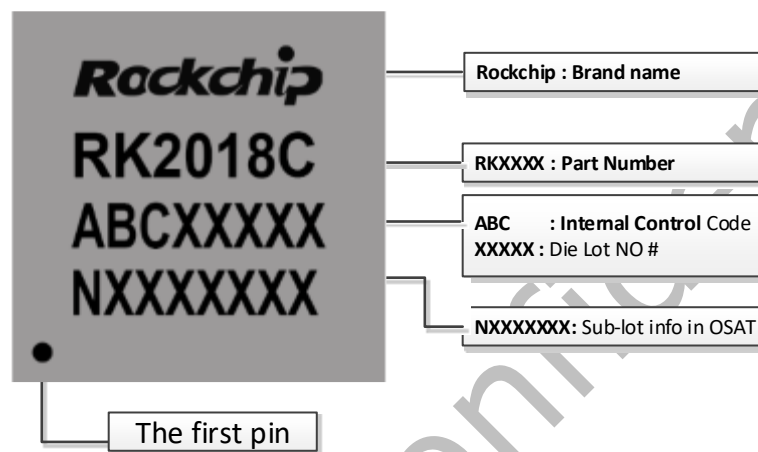 Rockchip
RK2018C
ABCXXXXX
NXXXXXXX
Rockchip : Brand name
RKXXXX : Part Number
ABC : Internal Control Code
XXXXX : Die Lot NO #
NXXXXXXX: Sub-lot info in OSAT
The first pin